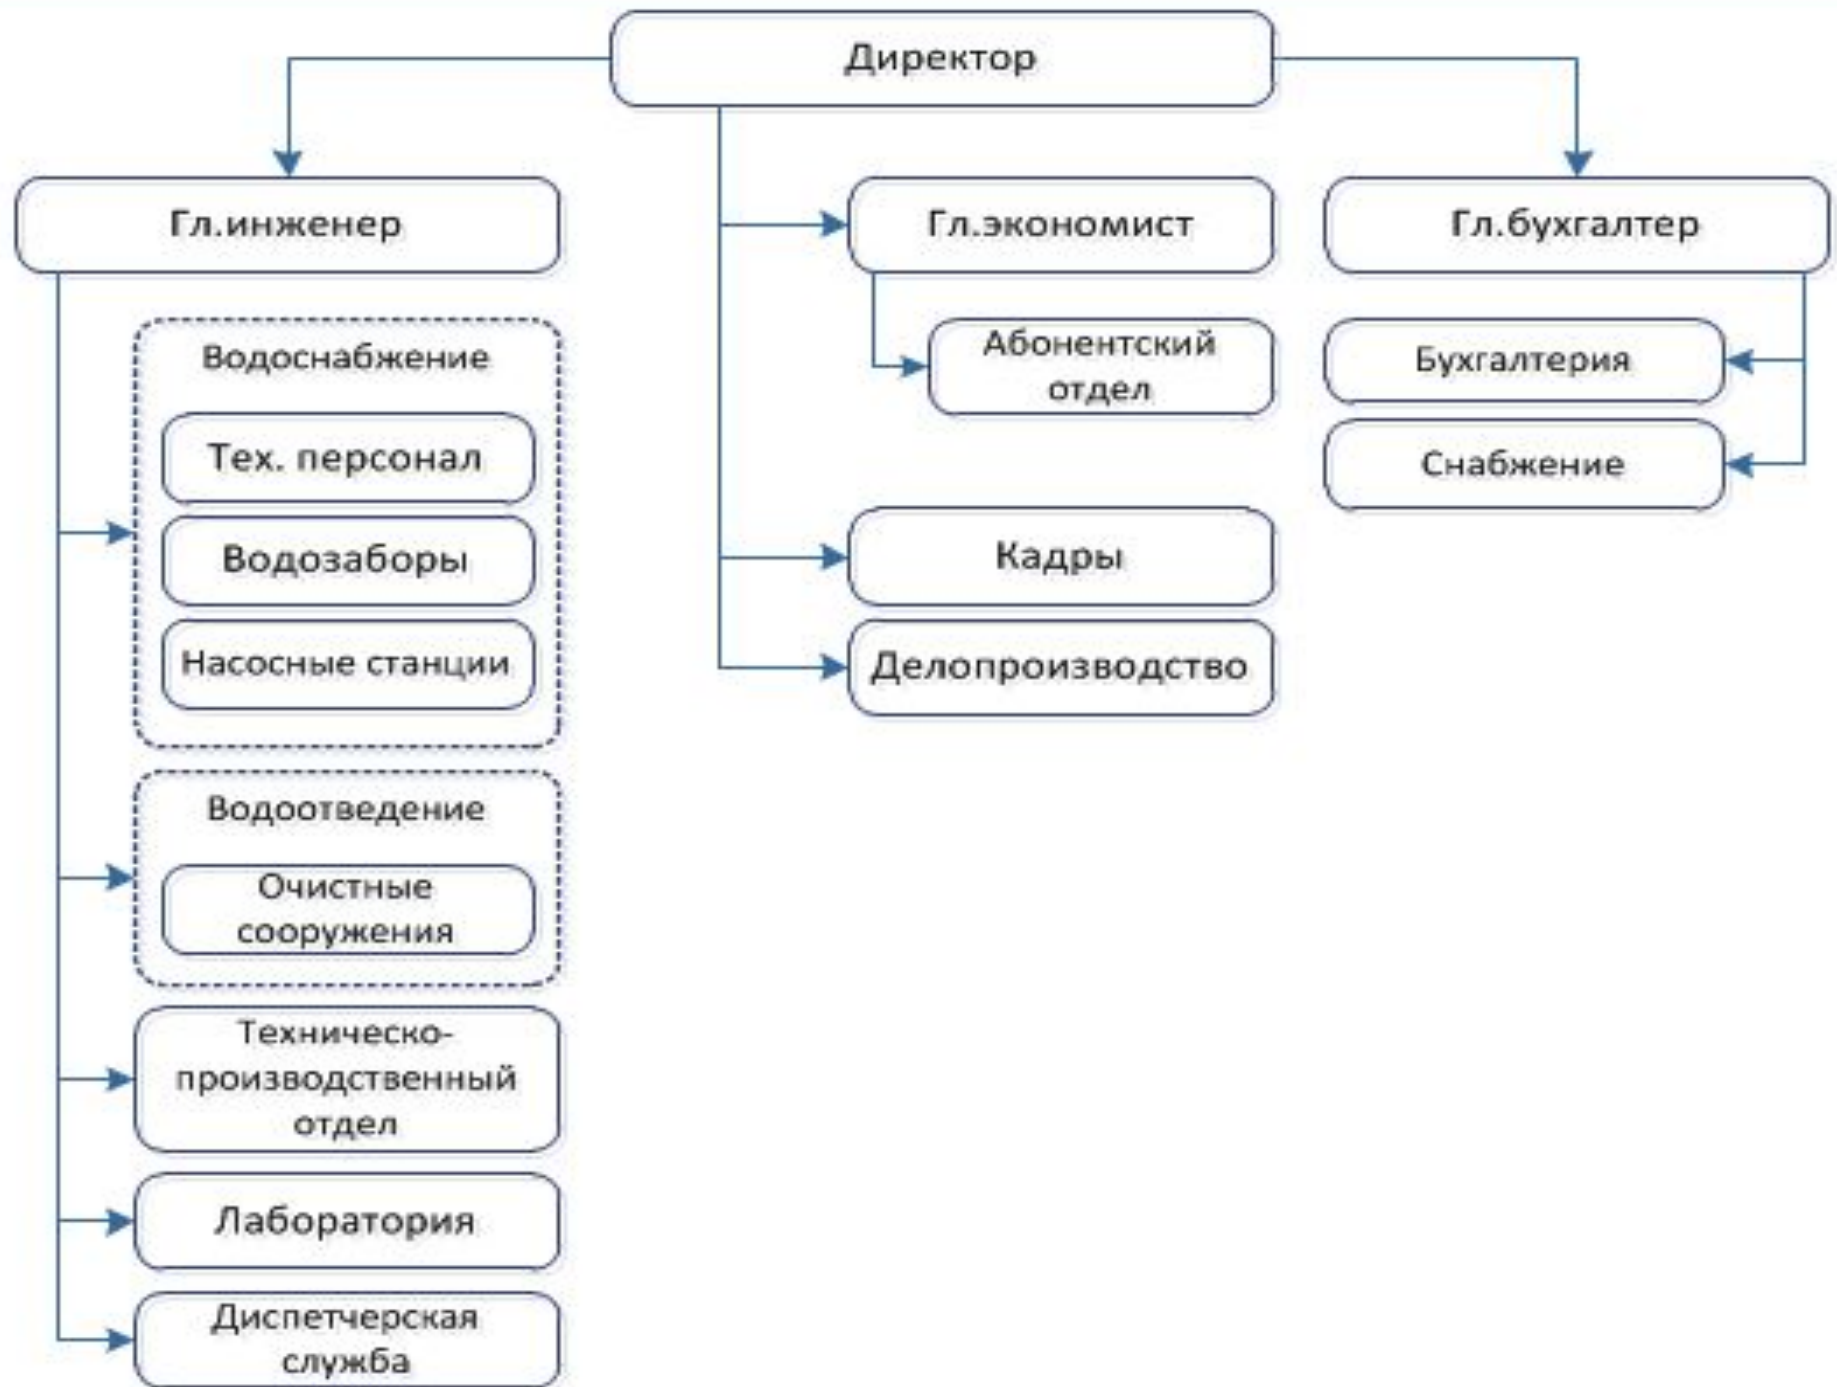 Директор
Гл.инженер
Гл.экономист
Гл.бухгалтер
Водоснабжение
Тех. персонал
Водозаборы
Насосные станции
Водоотведение
Очистные
сооружения
Техническо-
производственный
отдел
Лаборатория
Диспетчерская
служба
Абонентский
отдел
Кадры
Делопроизводство
Бухгалтерия
Снабжение